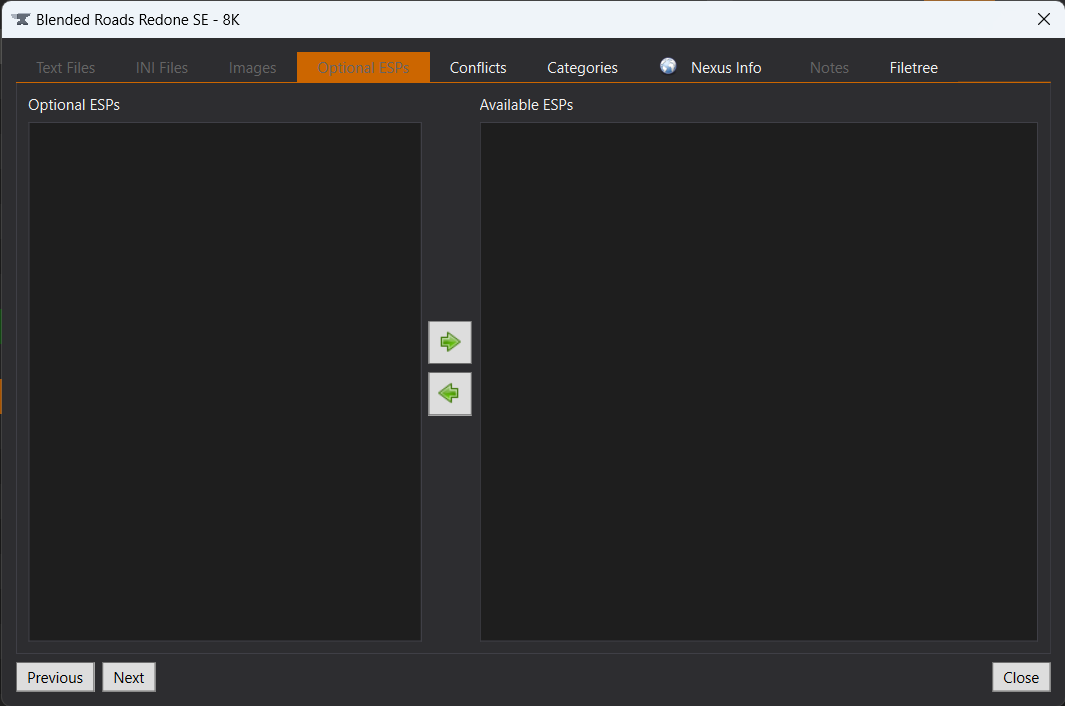 Blended Roads Redone SE - 8K
Text Files INI Files Images Optional ESPs Conflicts Categories Nexus Info Notes Filetree
Optional ESPs Available ESPs
Previous Next Close